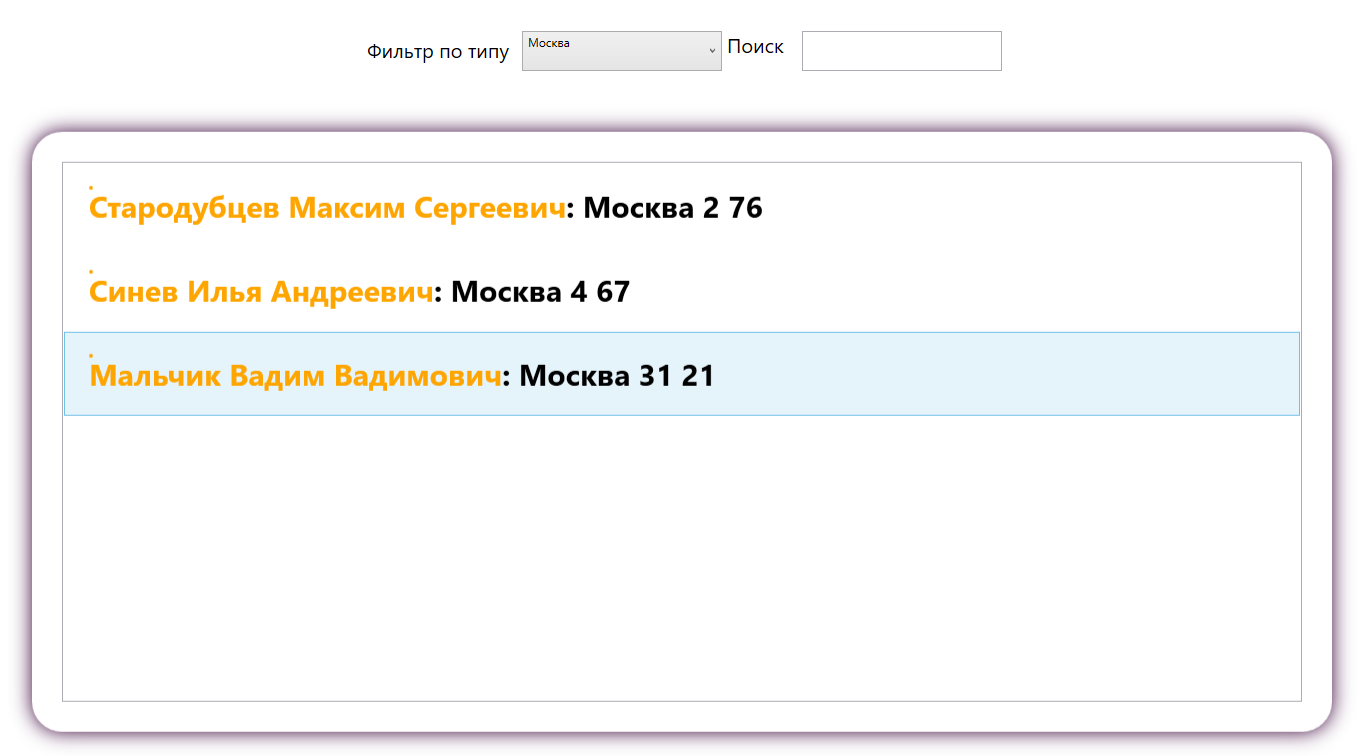 Фильтр по типу Москва Поиск
Стародубцев Максим Сергеевич: Москва 2 76
Синев Илья Андреевич: Москва 4 67
Мальчик Вадим Вадимович: Москва 31 21